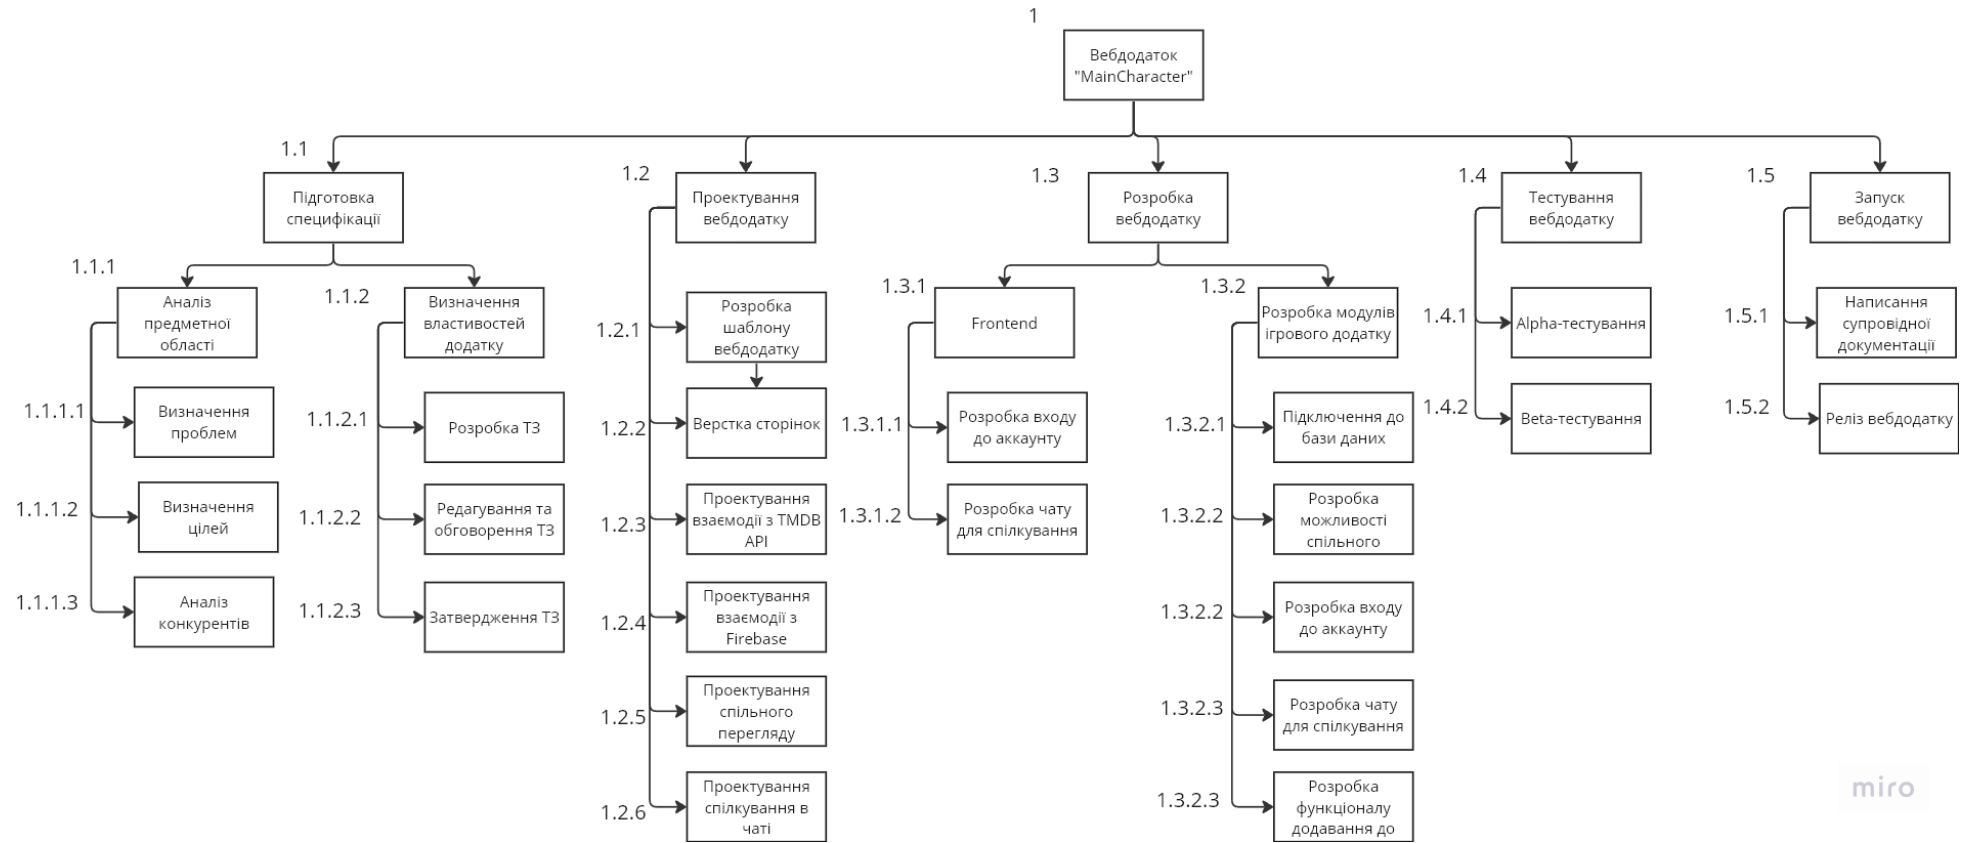 1
Вебдодаток
"MainCharacter"
1.1
Підготовка
специфікації
1.1.1
Аналіз
предметної
області
1.1.1.1
Визначення
проблем
1.1.1.2
Визначення
цілей
1.1.1.3
Аналіз
конкурентів
1.1.2
Визначення
властивостей
додатку
1.1.2.1
Розробка ТЗ
1.1.2.2
Редагування та
обговорення ТЗ
1.1.2.3
Затвердження ТЗ
1.2
Проектування
вебдодатку
1.2.1
Розробка
шаблону
вебдодатку
1.2.2
Верстка сторінок
1.2.3
Проектування
взаємодії з TMDB
API
1.2.4
Проектування
взаємодії з
Firebase
1.2.5
Проектування
спільного
перегляду
1.2.6
Проектування
спілкування в
чаті
1.3
Розробка
вебдодатку
1.3.1
Frontend
1.3.1.1
Розробка входу
до аккаунту
1.3.1.2
Розробка чату
для спілкування
1.3.2
Розробка модулів
ігрового додатку
1.3.2.1
Підключення до
бази даних
1.3.2.2
Розробка
можливості
спільного
1.3.2.2
Розробка входу
до аккаунту
1.3.2.3
Розробка чату
для спілкування
1.3.2.3
Розробка
функціоналу
додавання до
1.4
Тестування
вебдодатку
1.4.1
Alpha-тестування
1.4.2
Beta-тестування
1.5
Запуск
вебдодатку
1.5.1
Написання
супровідної
документації
1.5.2
Реліз вебдодатку
miro